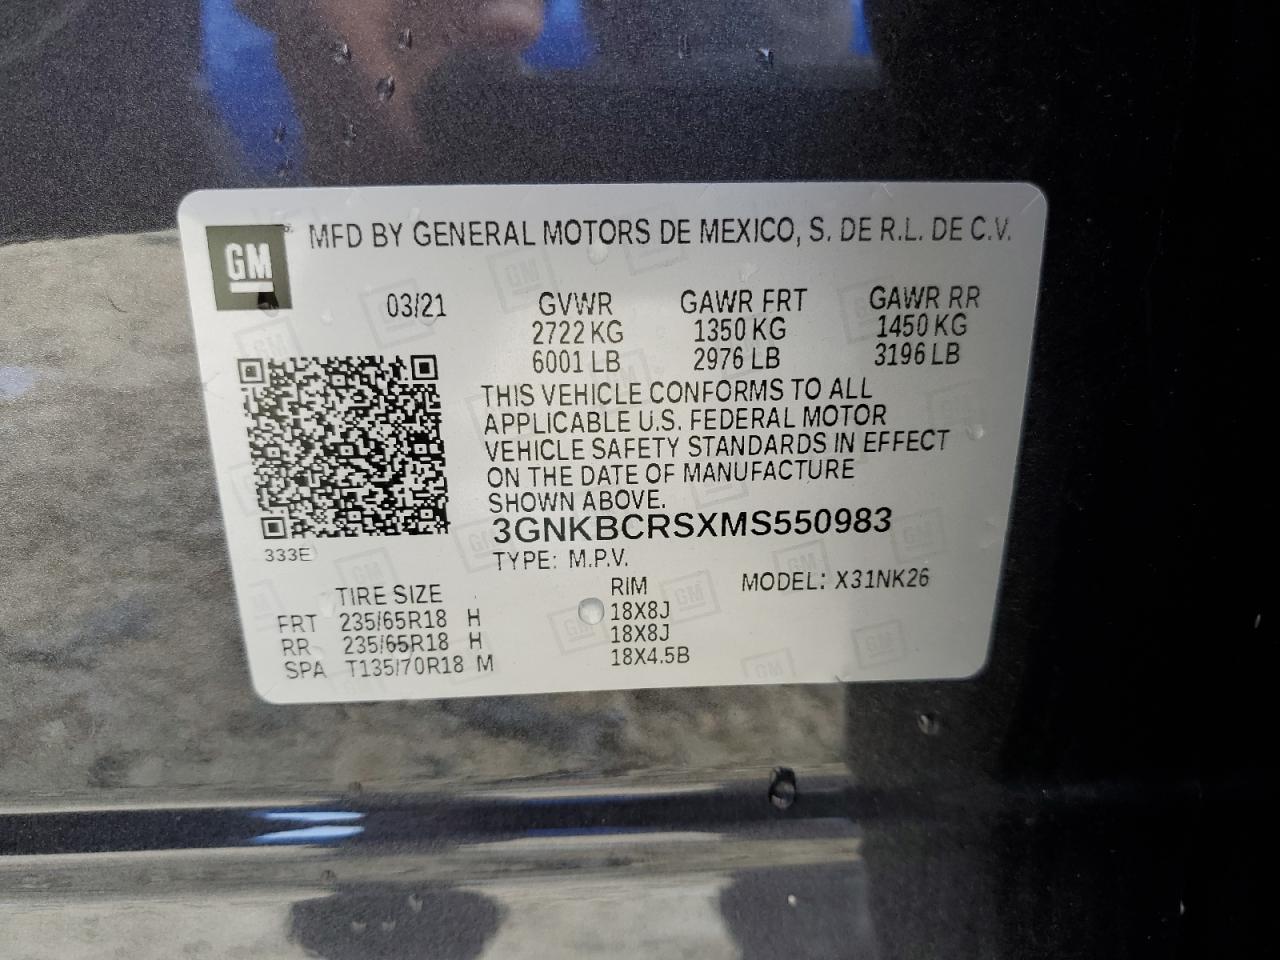 GM
MFD BY GENERAL MOTORS DE MEXICO, S. DE R.L. DE C.V.
03/21 GVWR GAWR FRT GAWR RR
2722 KG 1350 KG 1450 KG
6001 LB 2976 LB 3196 LB
THIS VEHICLE CONFORMS TO ALL
APPLICABLE U.S. FEDERAL MOTOR
VEHICLE SAFETY STANDARDS IN EFFECT
ON THE DATE OF MANUFACTURE
SHOWN ABOVE.
3GNKBCRSXMS550983
333E
TYPE: M.P.V.
TIRE SIZE RIM MODEL: X31NK26
FRT 235/65R18 H 18X8J
RR 235/65R18 H 18X8J
SPA T135/70R18 M 18X4.5B